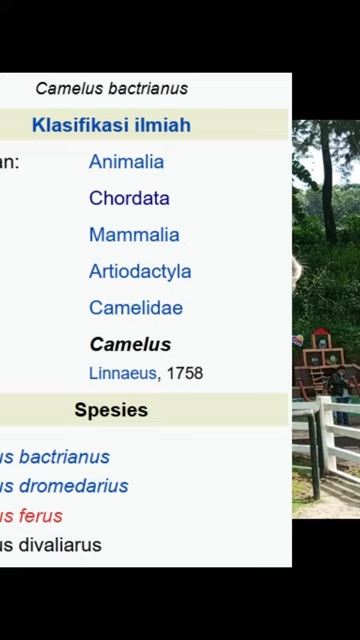 Camelus bactrianus
Klasifikasi ilmiah
an:
Animalia
Chordata
Mammalia
Artiodactyla
Camelidae
Camelus
Linnaeus, 1758
Spesies
us bactrianus
us dromedarius
us ferus
us divaliarus